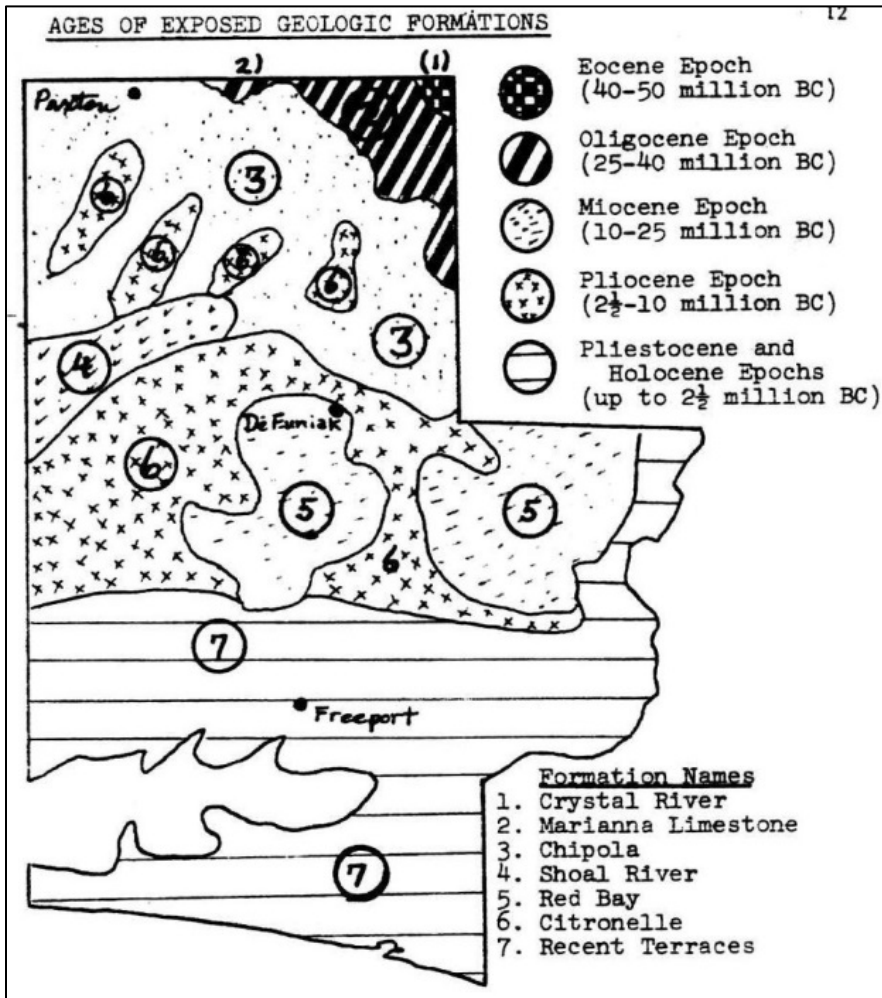 12
AGES OF EXPOSED GEOLOGIC FORMATIONS
2)
(1)
Paxton
3
6
6
6
6
3
4
DeFuniak
6
5
5
6
7
Freeport
7
Eocene Epoch
(40-50 million BC)
Oligocene Epoch
(25-40 million BC)
Miocene Epoch
(10-25 million BC)
Pliocene Epoch
(2½-10 million BC)
Pliestocene and
Holocene Epochs
(up to 2½ million BC)
Formation Names
1. Crystal River
2. Marianna Limestone
3. Chipola
4. Shoal River
5. Red Bay
6. Citronelle
7. Recent Terraces